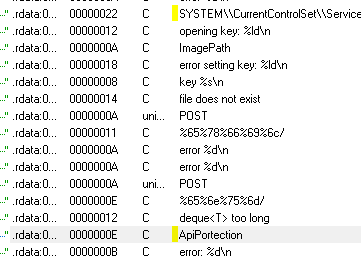 .rdata:0... 00000022 C SYSTEM\\CurrentControlSet\\Service
.rdata:0... 00000012 C opening key: %ld\n
.rdata:0... 0000000A C ImagePath
.rdata:0... 00000018 C error setting key: %ld\n
.rdata:0... 00000008 C key %s\n
.rdata:0... 00000014 C file does not exist
.rdata:0... 0000000A uni... POST
.rdata:0... 00000011 C %65%78%66%69%6c/
.rdata:0... 0000000A C error %d\n
.rdata:0... 0000000A uni... POST
.rdata:0... 0000000E C %65%6e%75%6d/
.rdata:0... 00000012 C deque<T> too long
.rdata:0... 0000000E C ApiPortection
.rdata:0... 0000000B C error: %d\n